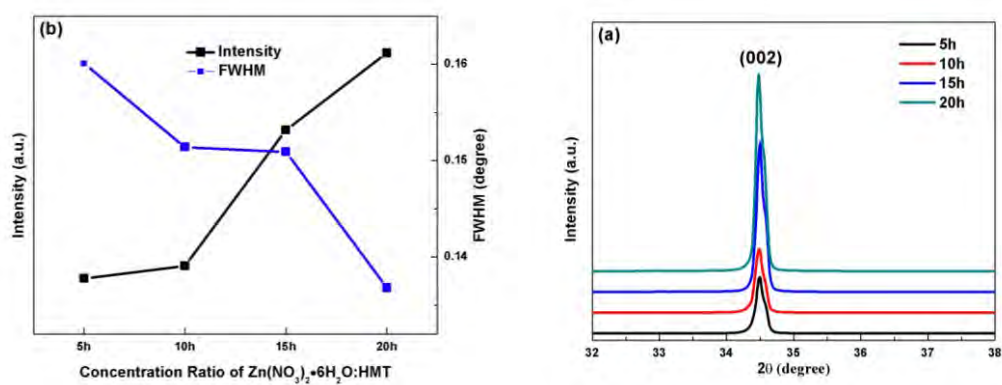 (b)
Intensity
FWHM
Intensity (a.u.)
0.16
0.15
0.14
FWHM (degree)
5h 10h 15h 20h
Concentration Ratio of Zn(NO3)2•6H2O:HMT
(a)
(002)
5h
10h
15h
20h
Intensity (a.u.)
32 33 34 35 36 37 38
2θ (degree)